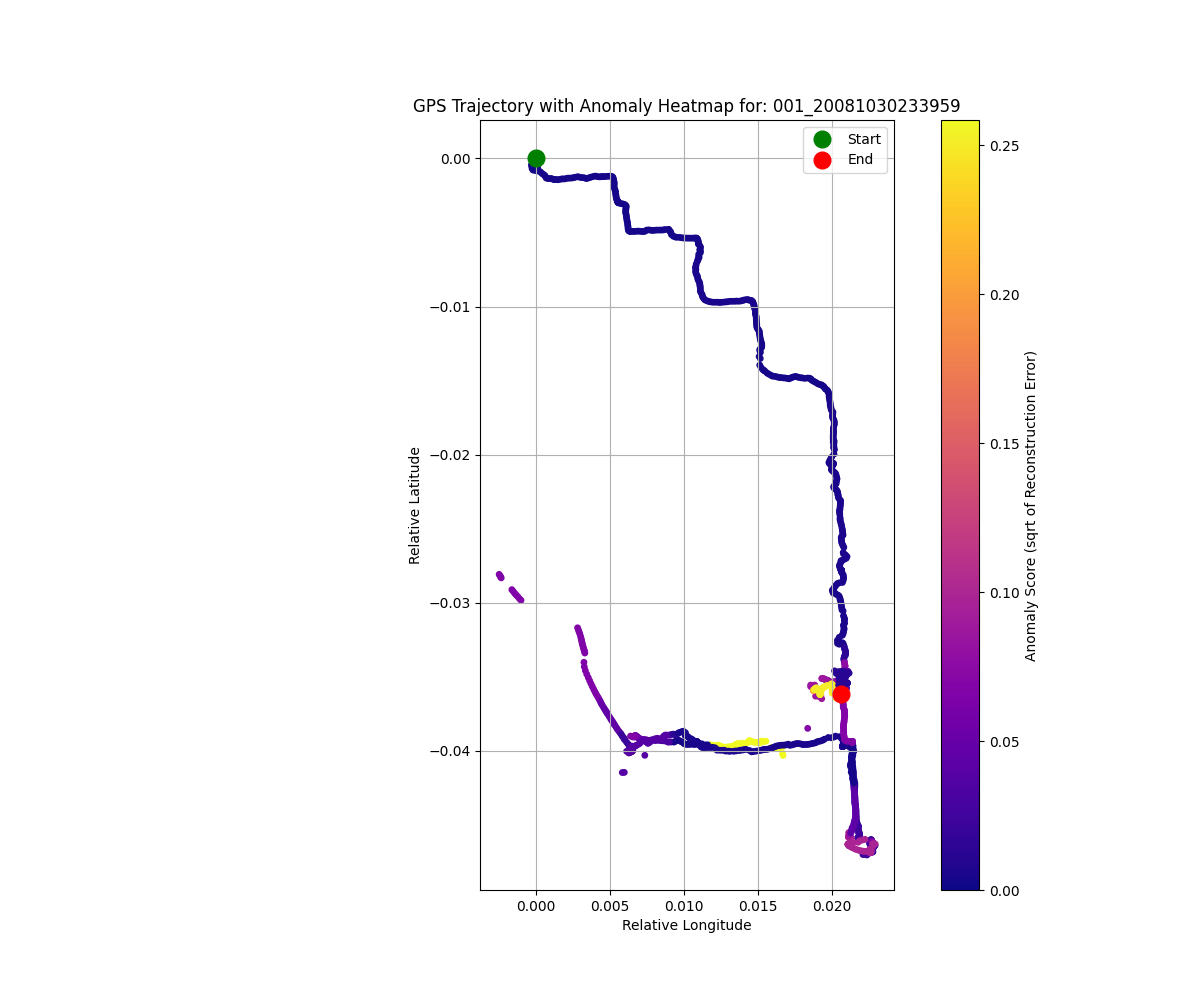 GPS Trajectory with Anomaly Heatmap for: 001_20081030233959
Start
End
0.00
−0.01
−0.02
−0.03
−0.04
Relative Latitude
0.000
0.005
0.010
0.015
0.020
Relative Longitude
0.25
0.20
0.15
0.10
0.05
0.00
Anomaly Score (sqrt of Reconstruction Error)